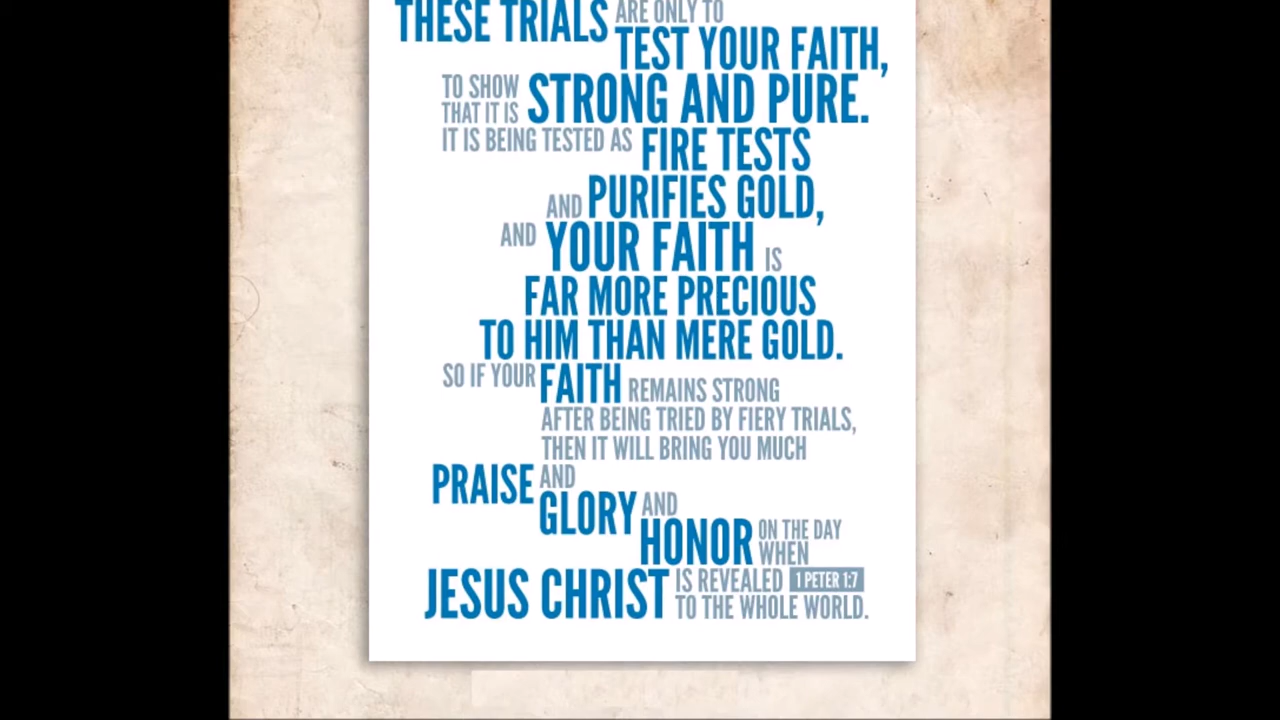 THESE TRIALS ARE ONLY TO
TEST YOUR FAITH,
TO SHOW
THAT IT IS STRONG AND PURE.
IT IS BEING TESTED AS FIRE TESTS
AND PURIFIES GOLD,
AND YOUR FAITH IS
FAR MORE PRECIOUS
TO HIM THAN MERE GOLD.
SO IF YOUR FAITH REMAINS STRONG
AFTER BEING TRIED BY FIERY TRIALS,
THEN IT WILL BRING YOU MUCH
PRAISE AND
GLORY AND
HONOR ON THE DAY
WHEN
JESUS CHRIST IS REVEALED 1 PETER 1:7
TO THE WHOLE WORLD.